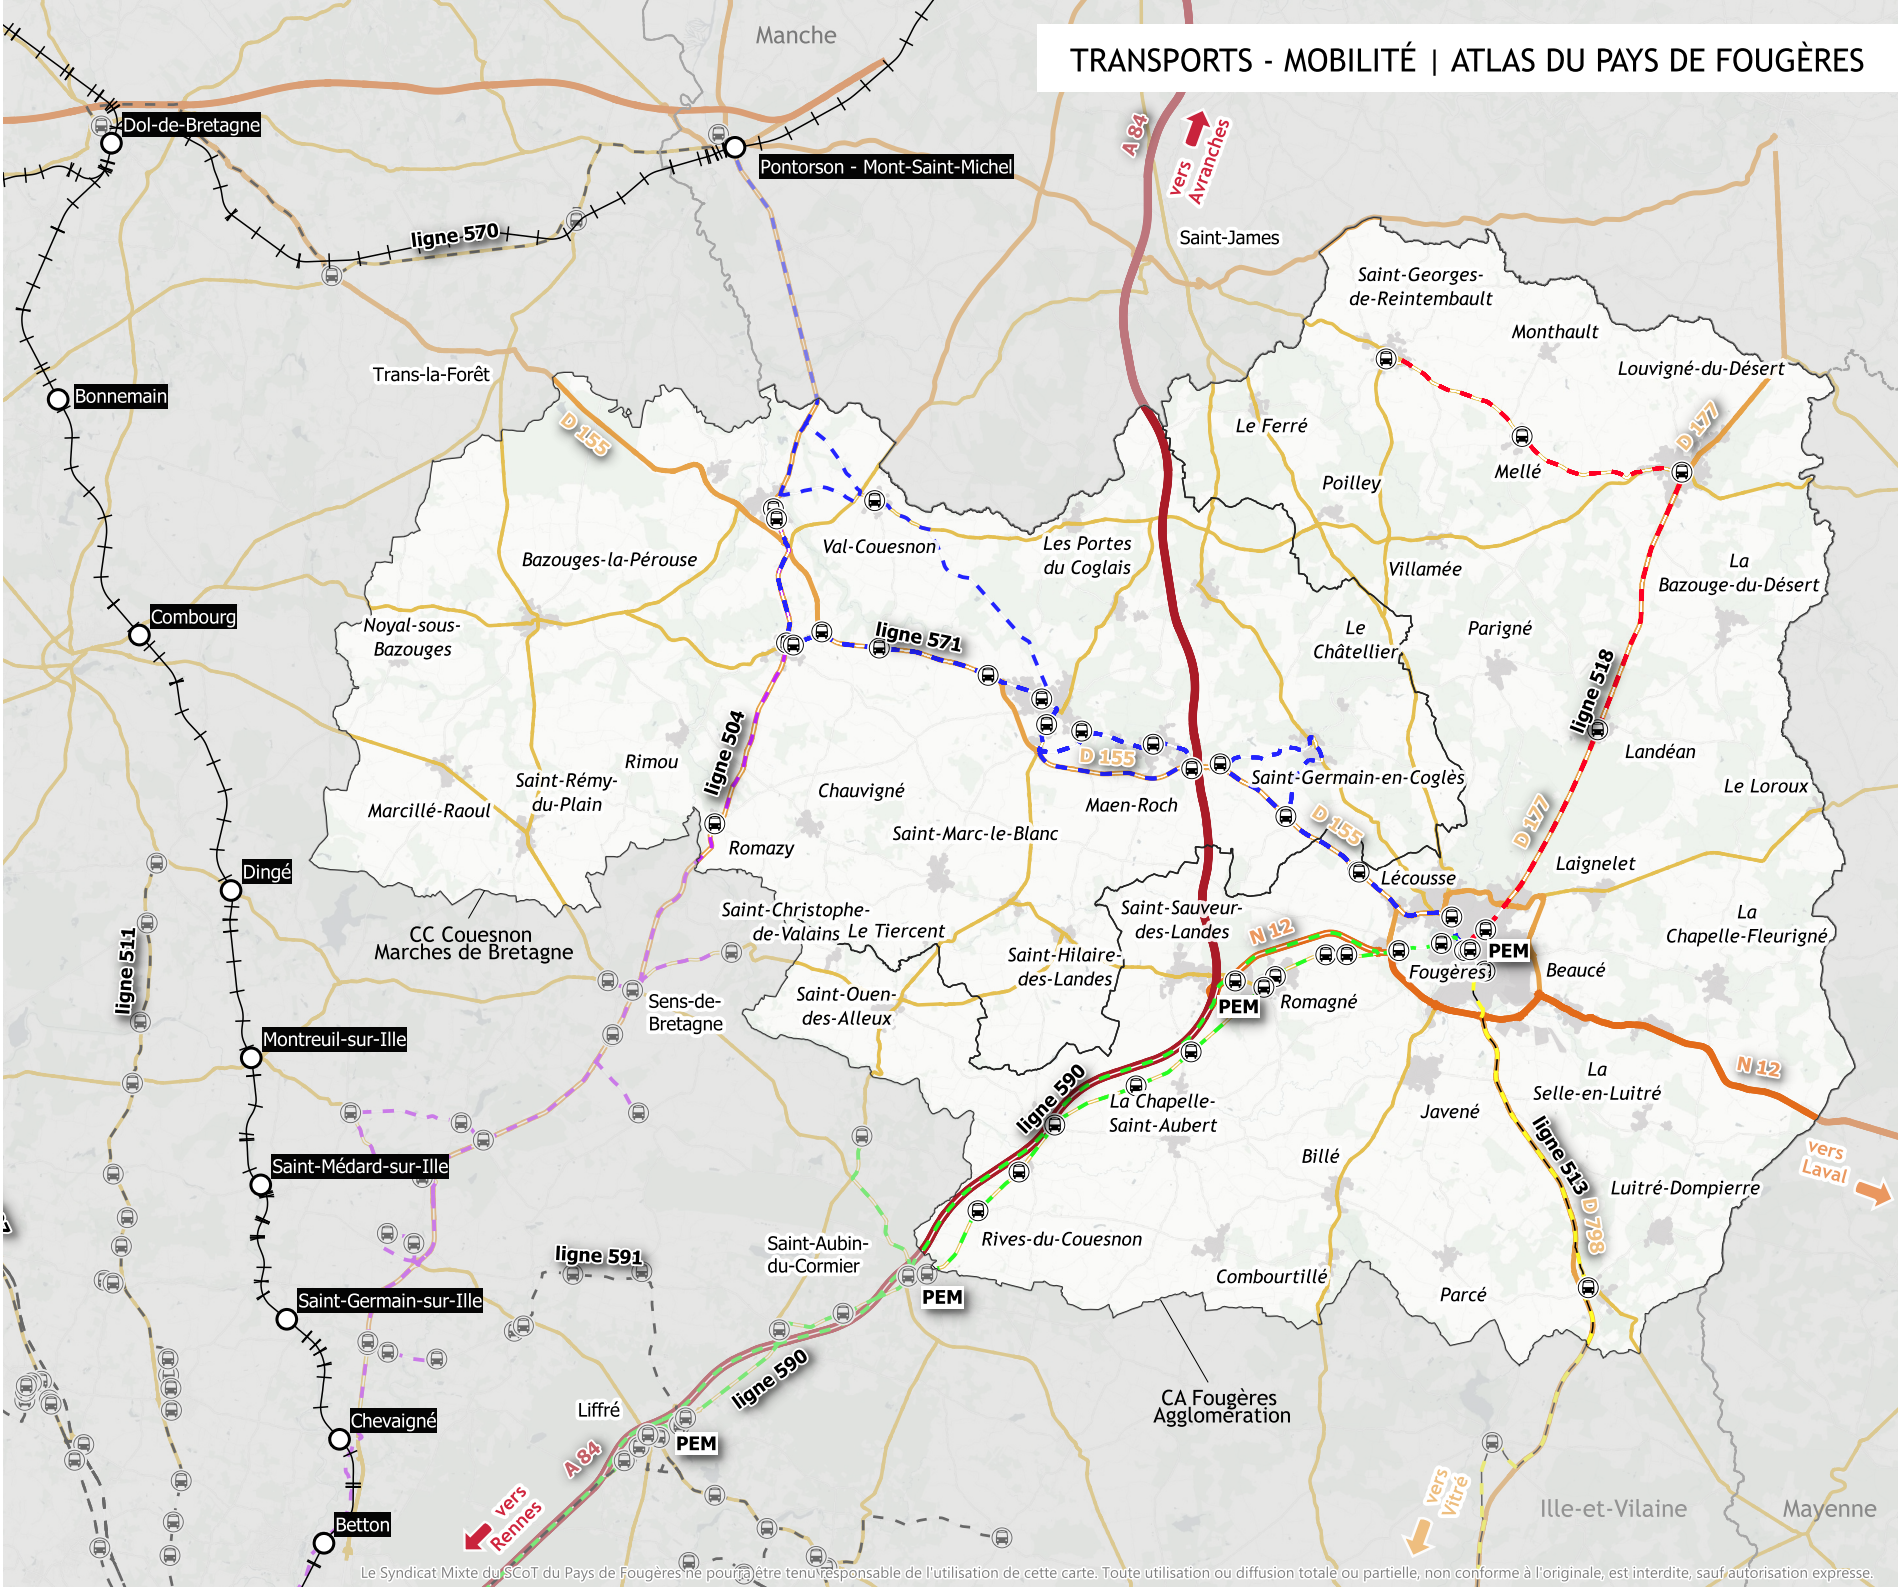 Manche
TRANSPORTS - MOBILITÉ | ATLAS DU PAYS DE FOUGÈRES
Dol-de-Bretagne
Pontorson - Mont-Saint-Michel
A 84
vers
Avranches
ligne 570
Saint-James
Saint-Georges-
de-Reintembault
Monthault
Louvigné-du-Désert
Trans-la-Forêt
Bonnemain
D 155
Le Ferré
D 177
Poilley
Mellé
Bazouges-la-Pérouse
Val-Couesnon
Les Portes
du Coglais
Villamée
La
Bazouge-du-Désert
Combourg
Noyal-sous-
Bazouges
ligne 571
Le
Châtellier
Parigné
ligne 518
ligne 504
Rimou
D 155
Saint-Germain-en-Coglès
Landéan
Saint-Rémy-
du-Plain
Marcillé-Raoul
Chauvigné
Maen-Roch
Le Loroux
Saint-Marc-le-Blanc
D 155
D 177
Romazy
Dingé
Lécousse
Laignelet
Saint-Christophe-
de-Valains
Le Tiercent
Saint-Sauveur-
des-Landes
La
Chapelle-Fleurigné
CC Couesnon
Marches de Bretagne
N 12
PEM
ligne 511
Saint-Hilaire-
des-Landes
Fougères
Beaucé
Sens-de-
Bretagne
Saint-Ouen-
des-Alleux
PEM
Romagné
Montreuil-sur-Ille
ligne 590
La Chapelle-
Saint-Aubert
Javené
La
Selle-en-Luitré
N 12
Saint-Médard-sur-Ille
Billé
ligne 513
vers
Laval
Luitré-Dompierre
D 798
ligne 591
Saint-Aubin-
du-Cormier
Rives-du-Couesnon
Combourtillé
Parcé
Saint-Germain-sur-Ille
PEM
ligne 590
CA Fougères
Agglomération
Liffré
Chevaigné
PEM
A 84
vers
Rennes
vers
Vitré
Ille-et-Vilaine
Mayenne
Betton
Le Syndicat Mixte du SCoT du Pays de Fougères ne pourra être tenu responsable de l'utilisation de cette carte. Toute utilisation ou diffusion totale ou partielle, non conforme à l'originale, est interdite, sauf autorisation expresse.